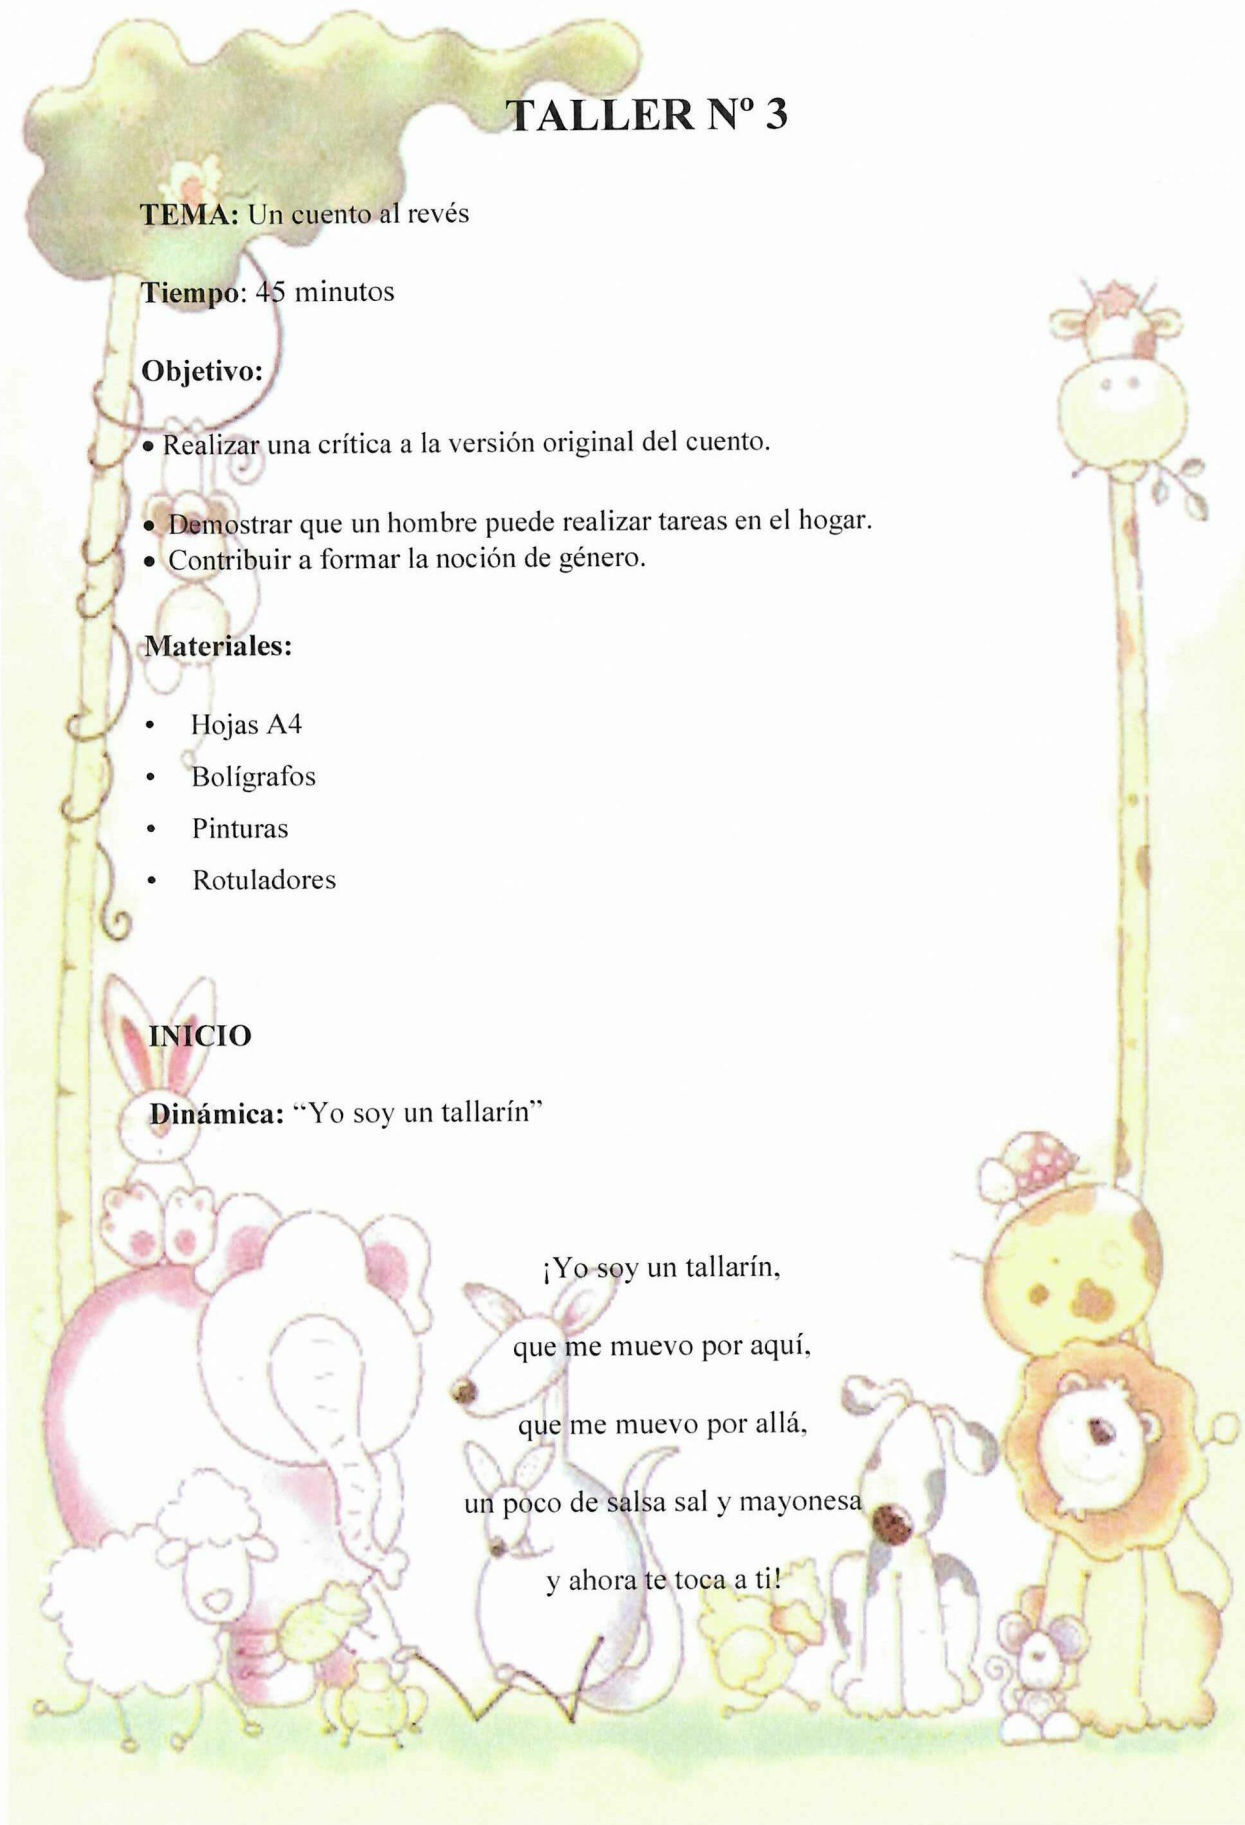 TALLER Nº 3
TEMA: Un cuento al revés
Tiempo: 45 minutos
Objetivo:
• Realizar una crítica a la versión original del cuento.
• Demostrar que un hombre puede realizar tareas en el hogar.
• Contribuir a formar la noción de género.
Materiales:
• Hojas A4
• Bolígrafos
• Pinturas
• Rotuladores
INICIO
Dinámica: “Yo soy un tallarín”
¡Yo soy un tallarín,
que me muevo por aquí,
que me muevo por allá,
un poco de salsa sal y mayonesa
y ahora te toca a ti!